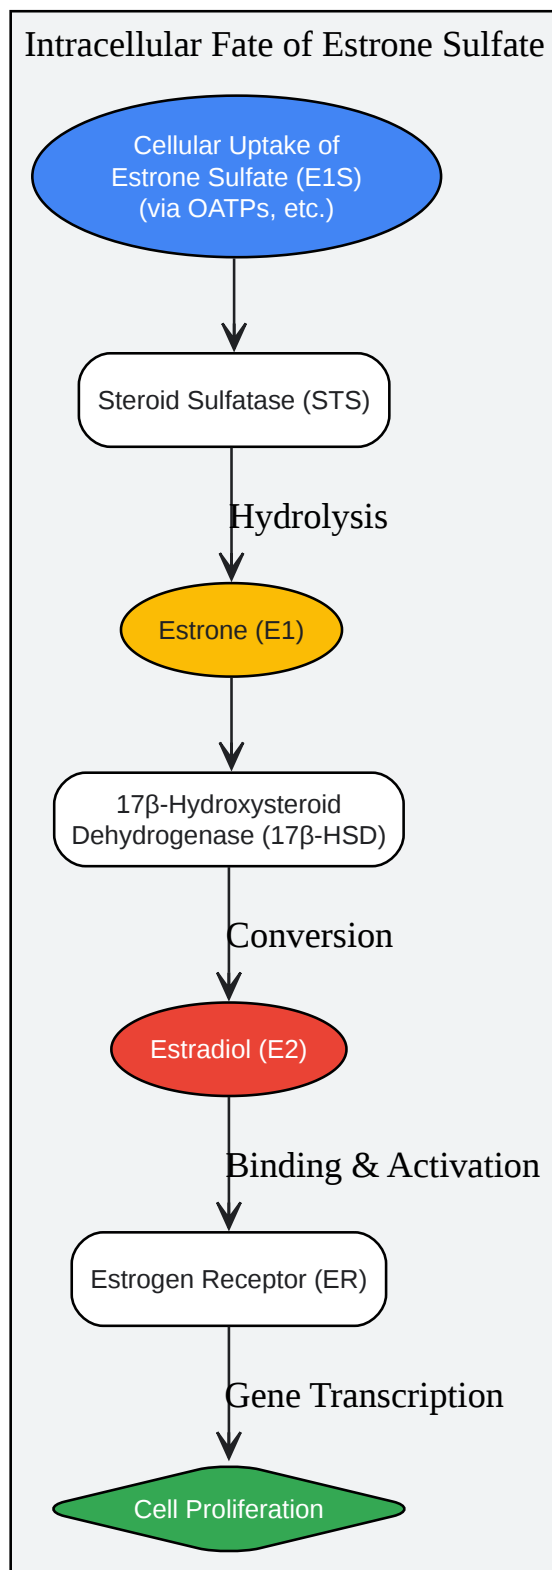 Intracellular Fate of Estrone Sulfate
Cellular Uptake of
Estrone Sulfate (E1S)
(via OATPs, etc.)
Steroid Sulfatase (STS)
Hydrolysis
Estrone (E1)
17β-Hydroxysteroid
Dehydrogenase (17β-HSD)
Conversion
Estradiol (E2)
Binding & Activation
Estrogen Receptor (ER)
Gene Transcription
Cell Proliferation